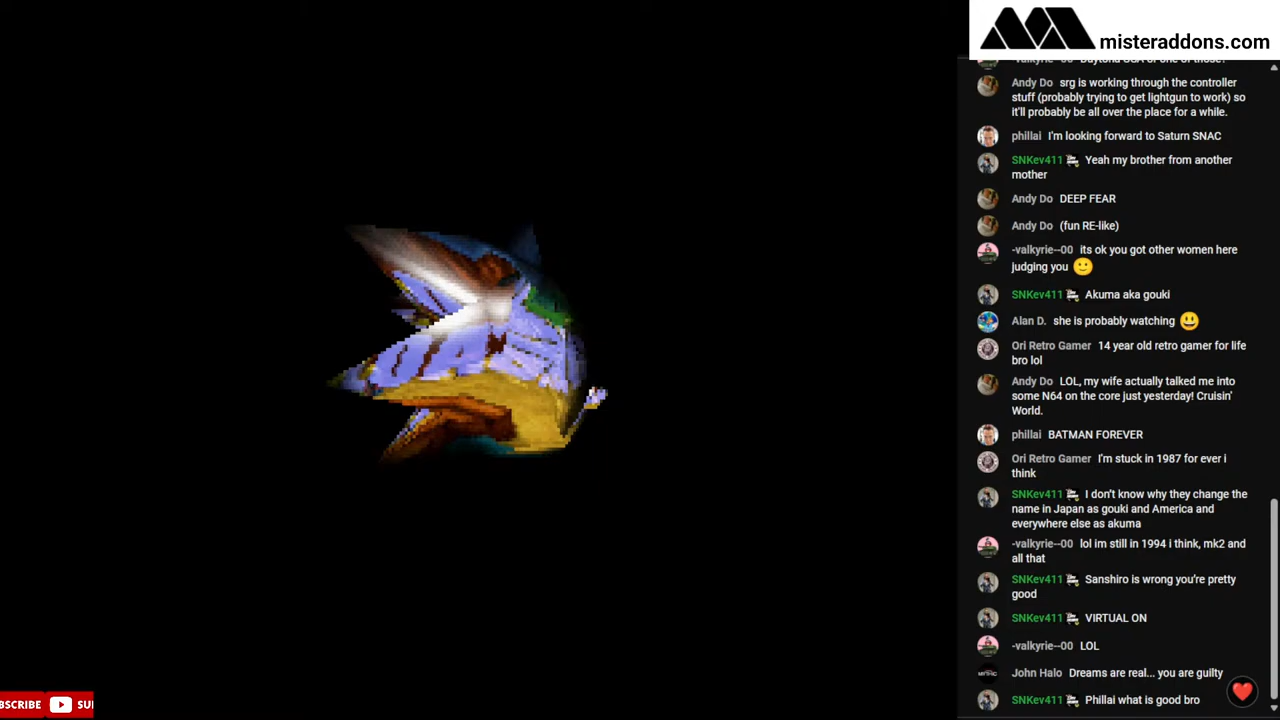 misteraddons.com
Andy Do srg is working through the controller
stuff (probably trying to get lightgun to work) so
it'll probably be all over the place for a while.
phillai I'm looking forward to Saturn SNAC
SNKev411 Yeah my brother from another
mother
Andy Do DEEP FEAR
Andy Do (fun RE-like)
-valkyrie--00 its ok you got other women here
judging you 🙂
SNKev411 Akuma aka gouki
Alan D. she is probably watching 😃
Ori Retro Gamer 14 year old retro gamer for life
bro lol
Andy Do LOL, my wife actually talked me into
some N64 on the core just yesterday! Cruisin'
World.
phillai BATMAN FOREVER
Ori Retro Gamer I'm stuck in 1987 for ever i
think
SNKev411 I don't know why they change the
name in Japan as gouki and America and
everywhere else as akuma
-valkyrie--00 lol im still in 1994 i think, mk2 and
all that
SNKev411 Sanshiro is wrong you're pretty
good
SNKev411 VIRTUAL ON
-valkyrie--00 LOL
John Halo Dreams are real... you are guilty
SNKev411 Phillai what is good bro
SCRIBE SU